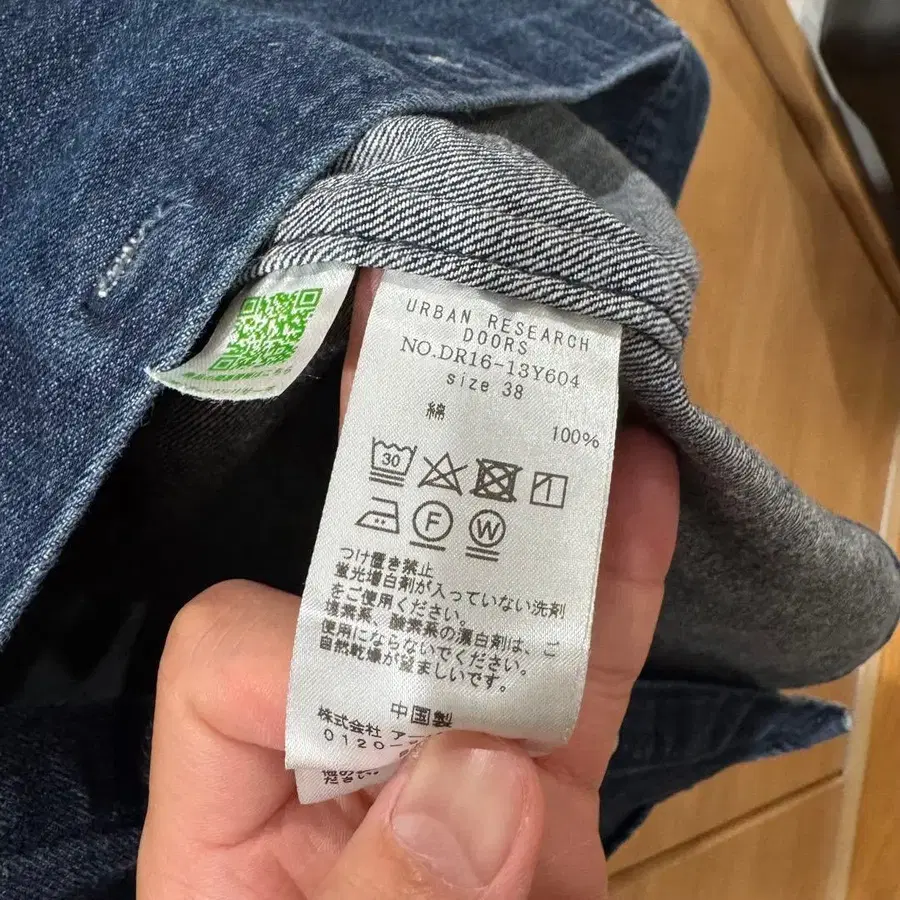 URBAN RESEARCH
DOORS
NO.DR16-13Y604
size 38
綿
100%
30
F
W
つけ置き禁止
蛍光増白剤が入っていない洗剤
をご使用ください。
塩素系、酸素系の漂白剤は、ご
使用にならないでください。
自然乾燥が望ましいです。
中国製
株式会社 アー
0120-